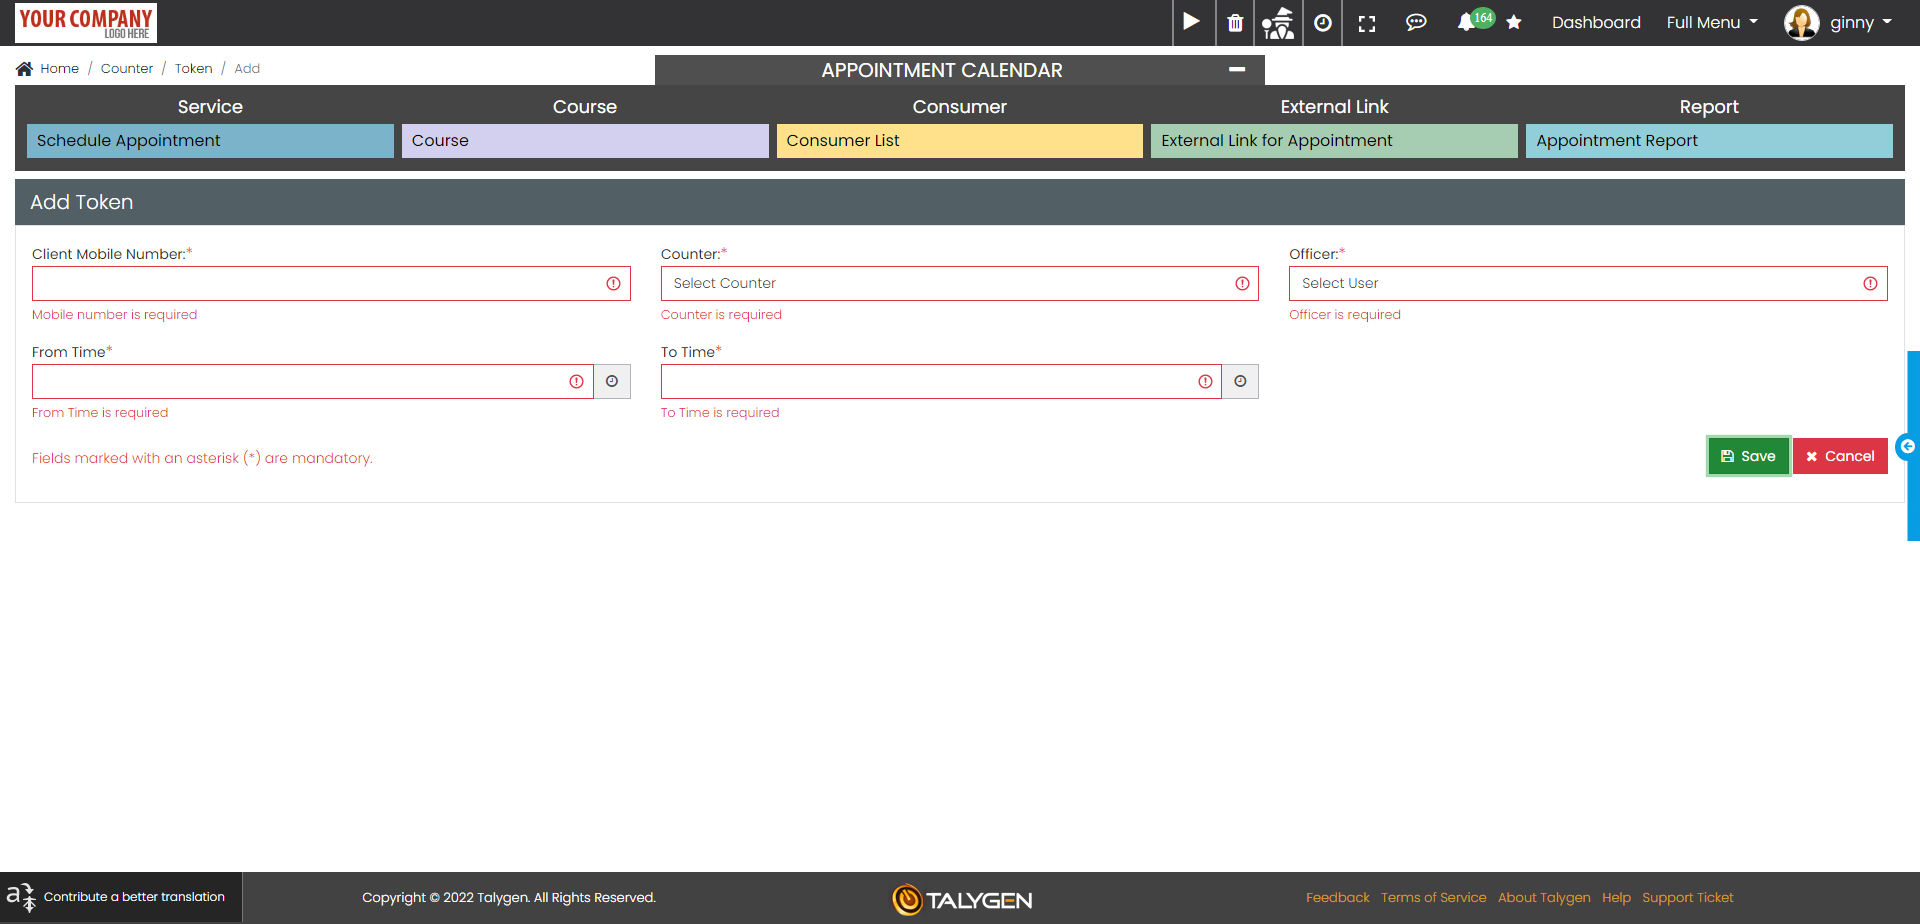 YOUR COMPANY
LOGO HERE
164
Dashboard
Full Menu
ginny
Home / Counter / Token / Add
APPOINTMENT CALENDAR
Service
Course
Consumer
External Link
Report
Schedule Appointment
Course
Consumer List
External Link for Appointment
Appointment Report
Add Token
Client Mobile Number:*
Counter:*
Officer:*
Select Counter
Select User
Mobile number is required
Counter is required
Officer is required
From Time*
To Time*
From Time is required
To Time is required
Fields marked with an asterisk (*) are mandatory.
Save
Cancel
Contribute a better translation
Copyright © 2022 Talygen. All Rights Reserved.
TALYGEN
Feedback
Terms of Service
About Talygen
Help
Support Ticket